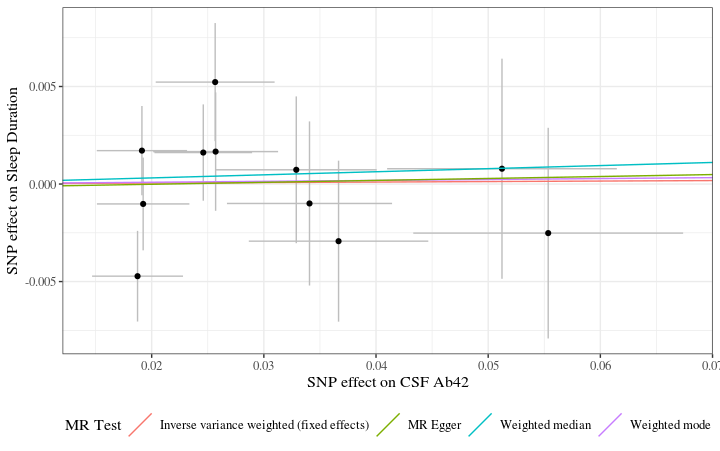 SNP effect on Sleep Duration
0.005
0.000
-0.005
0.02 0.03 0.04 0.05 0.06 0.07
SNP effect on CSF Ab42
MR Test Inverse variance weighted (fixed effects) MR Egger Weighted median Weighted mode